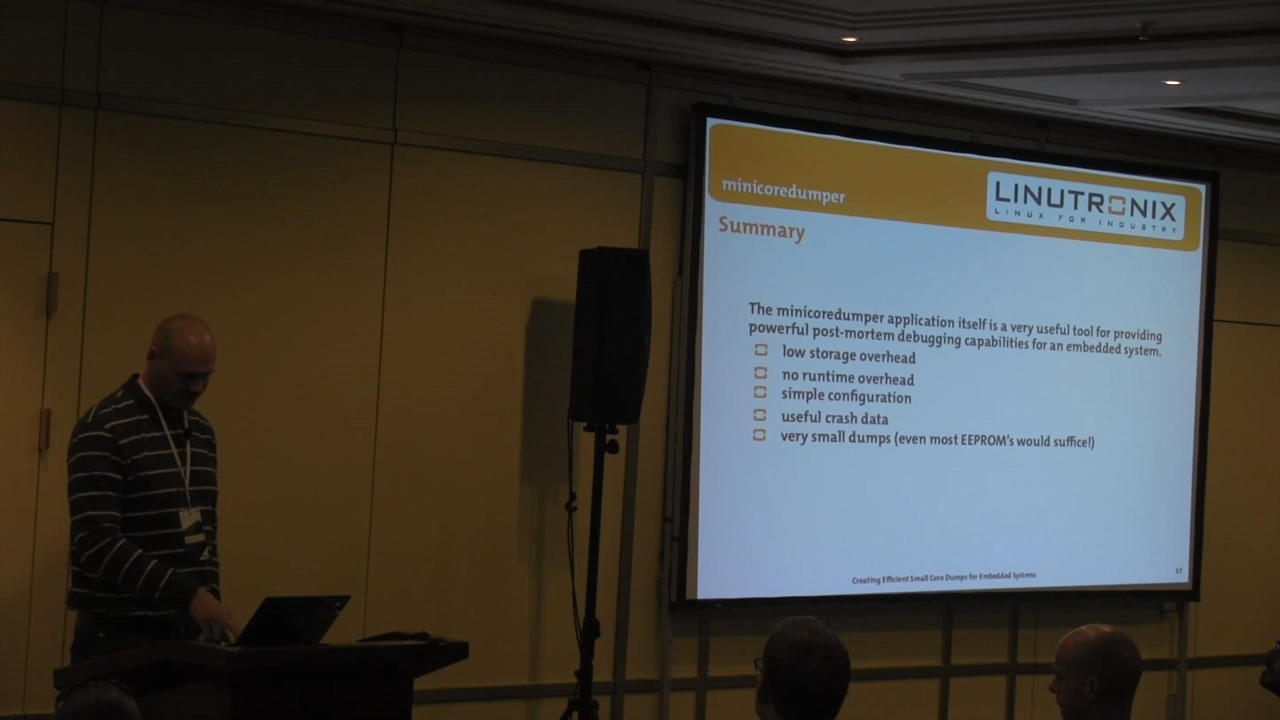 minicoredumper
LINUTRONIX
LINUX FOR INDUSTRY
Summary
The minicoredumper application itself is a very useful tool for providing
powerful post-mortem debugging capabilities for an embedded system.
low storage overhead
no runtime overhead
simple configuration
useful crash data
very small dumps (even most EEPROM's would suffice!)
Creating Efficient Small Core Dumps for Embedded Systems
17